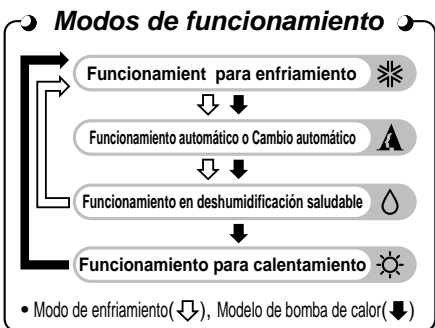 Modos de funcionamiento
Funcionamient para enfriamiento
Funcionamiento automático o Cambio automático
Funcionamiento en deshumidificación saludable
Funcionamiento para calentamiento
• Modo de enfriamiento(⇩), Modelo de bomba de calor(⬇)